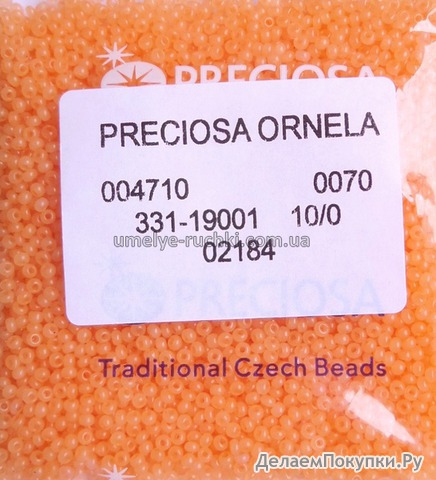 PRECIOSA
PRECIOSA ORNELA
004710 0070
331-19001 10/0
umelye-ruchki.com.ua
02184
PRECIOSA
Traditional Czech Beads
ДелаемПокупки.Ру